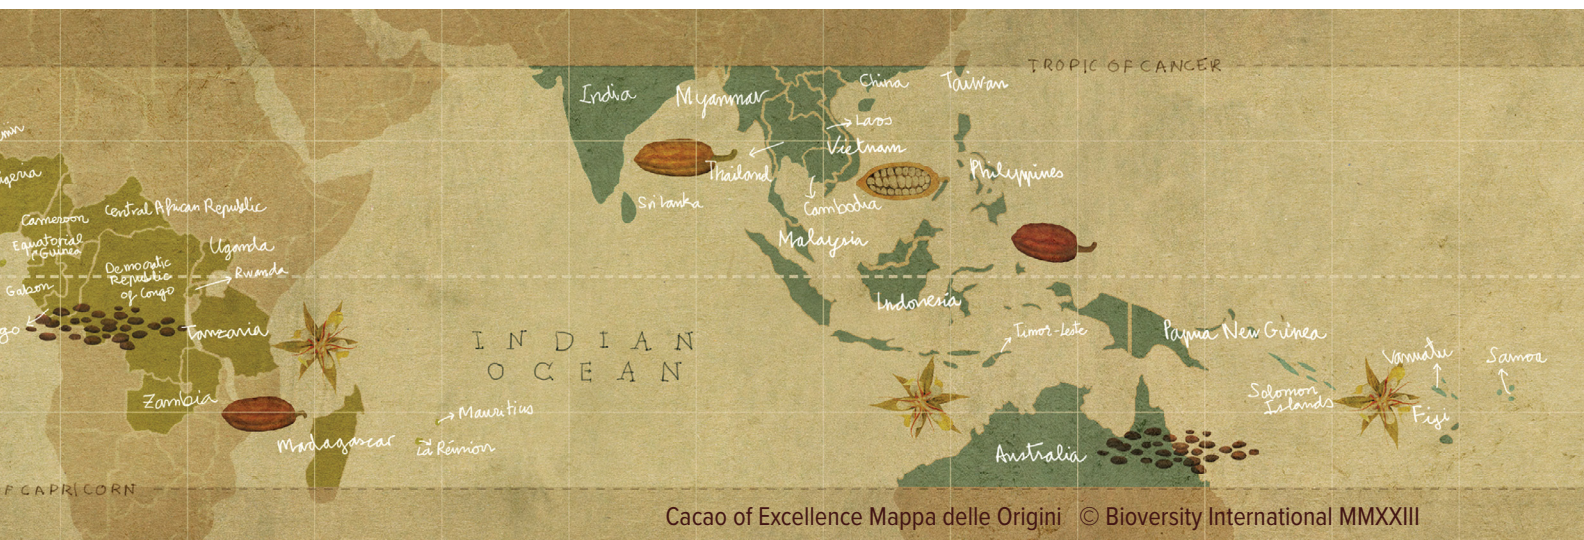 TROPIC OF CANCER
India
Myanmar
China
Taiwan
Laos
Vietnam
Thailand
Philippines
Sri Lanka
Cambodia
Malaysia
Indonesia
Timor-Leste
Papua New Guinea
Vanuatu
Samoa
Solomon
Islands
Fiji
Australia
Cameroon
Central African Republic
Equatorial
Guinea
Uganda
Democratic
Republic
of Congo
Rwanda
Gabon
Tanzania
INDIAN
OCEAN
Zambia
Mauritius
Madagascar
La Réunion
CAPRICORN
Cacao of Excellence Mappa delle Origini © Bioversity International MMXXIII